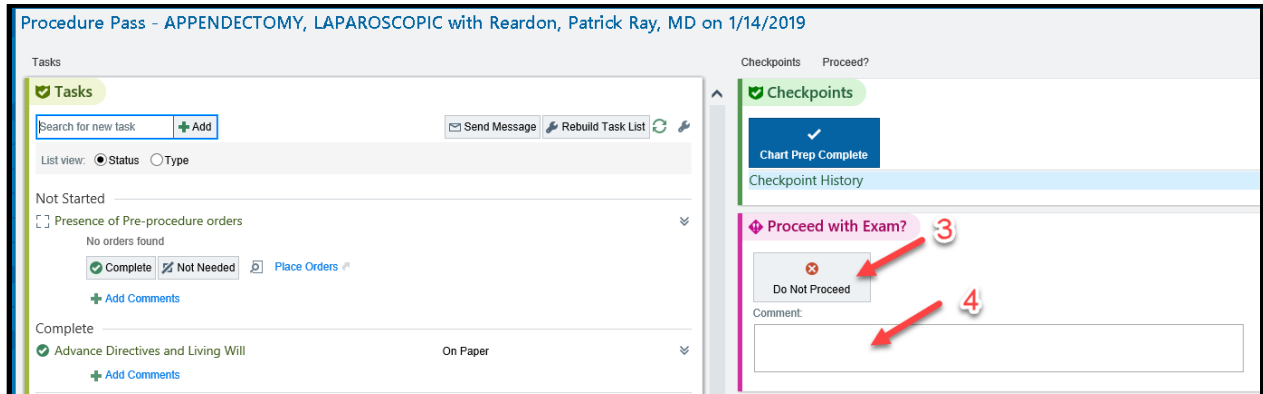 Procedure Pass - APPENDECTOMY, LAPAROSCOPIC with Reardon, Patrick Ray, MD on 1/14/2019
Tasks
Tasks
Search for new task Add Send Message Rebuild Task List
List view: Status Type
Not Started
Presence of Pre-procedure orders
No orders found
Complete Not Needed Place Orders
Add Comments
Complete
Advance Directives and Living Will On Paper
Add Comments
Checkpoints Proceed?
Checkpoints
Chart Prep Complete
Checkpoint History
Proceed with Exam? 3
Do Not Proceed
4
Comment: